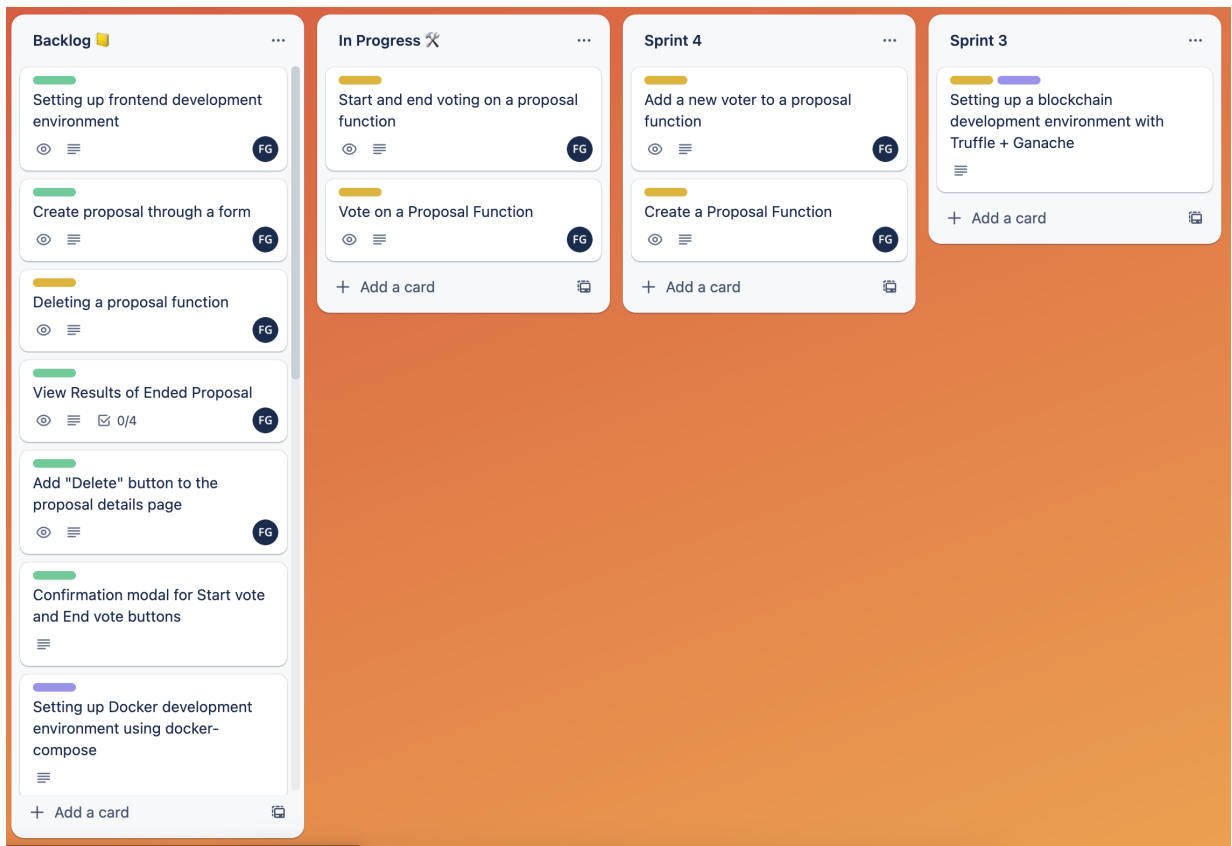 Backlog 📒
Setting up frontend development
environment
FG
Create proposal through a form
FG
Deleting a proposal function
FG
View Results of Ended Proposal
0/4
FG
Add "Delete" button to the
proposal details page
FG
Confirmation modal for Start vote
and End vote buttons
Setting up Docker development
environment using docker-
compose
+ Add a card
In Progress 🛠
Start and end voting on a proposal
function
FG
Vote on a Proposal Function
FG
+ Add a card
Sprint 4
Add a new voter to a proposal
function
FG
Create a Proposal Function
FG
+ Add a card
Sprint 3
Setting up a blockchain
development environment with
Truffle + Ganache
+ Add a card